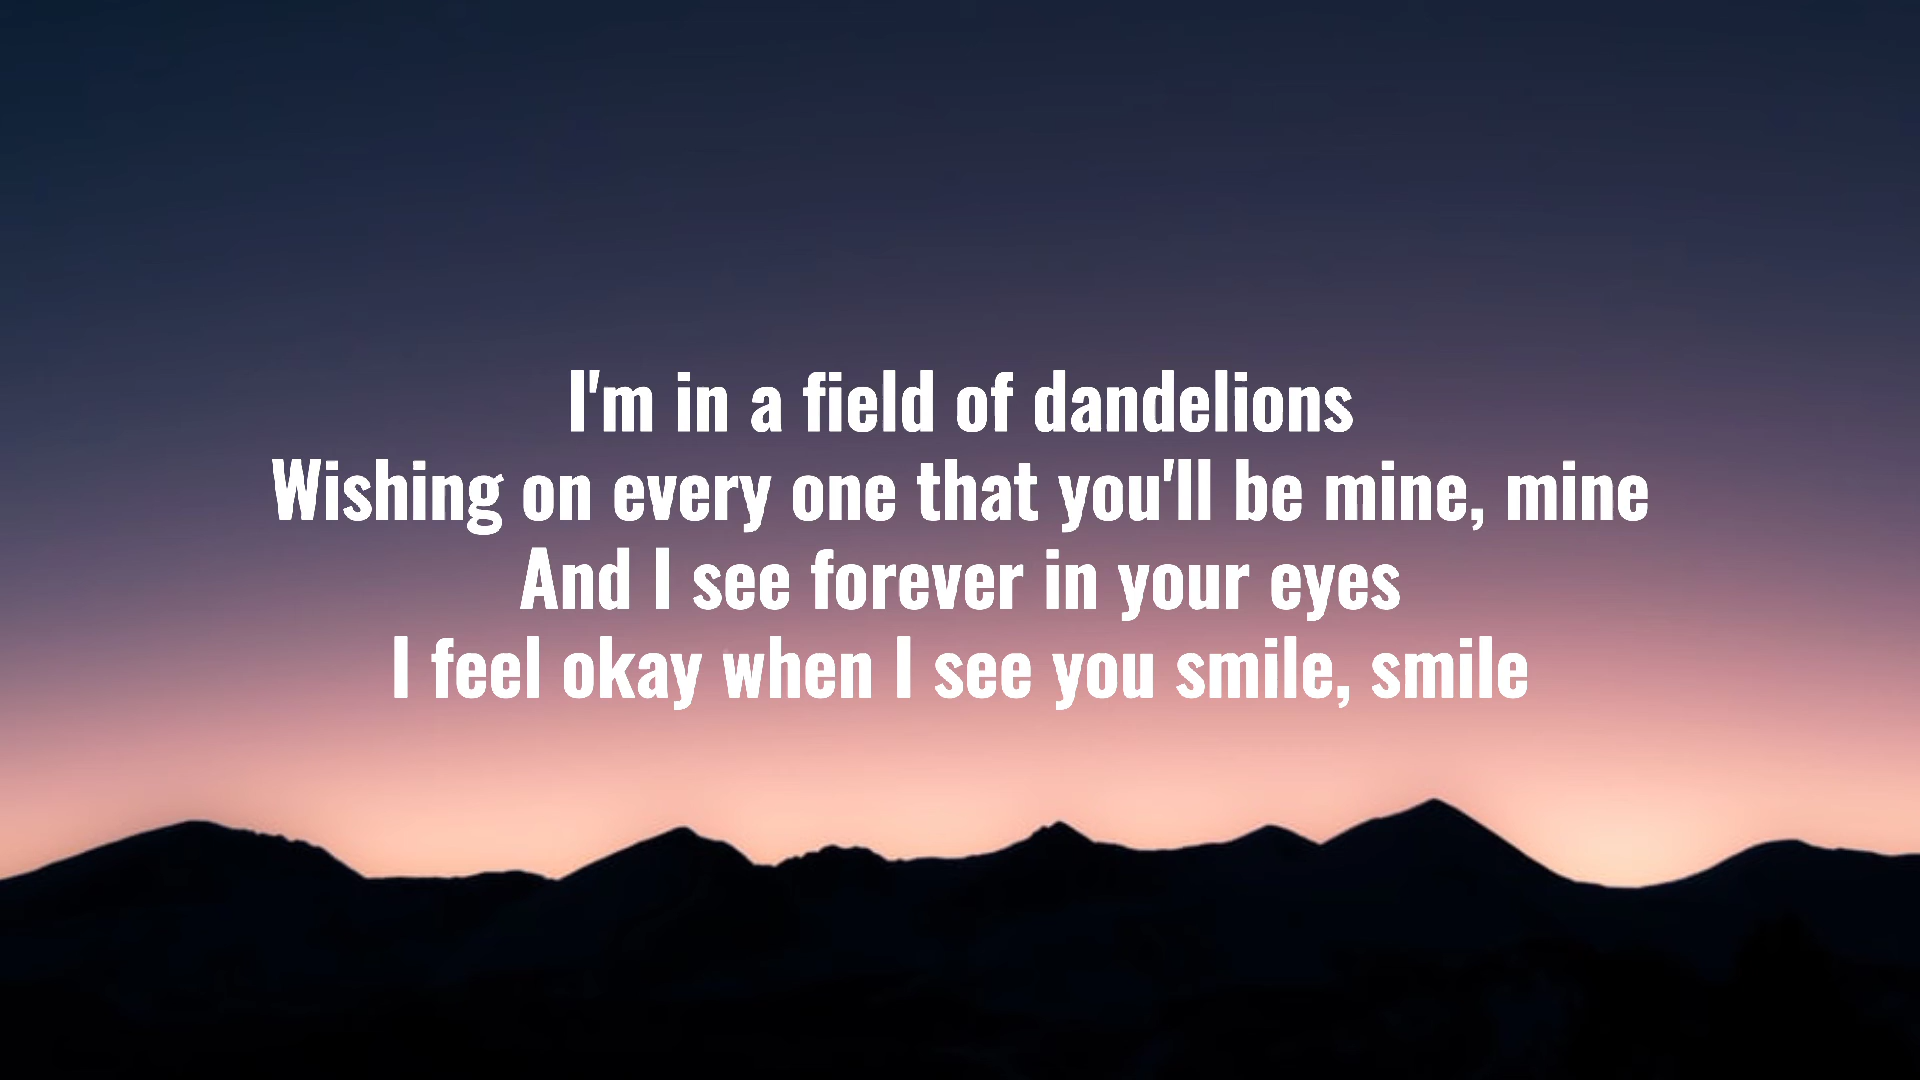 I'm in a field of dandelions
Wishing on every one that you'll be mine, mine
And I see forever in your eyes
I feel okay when I see you smile, smile